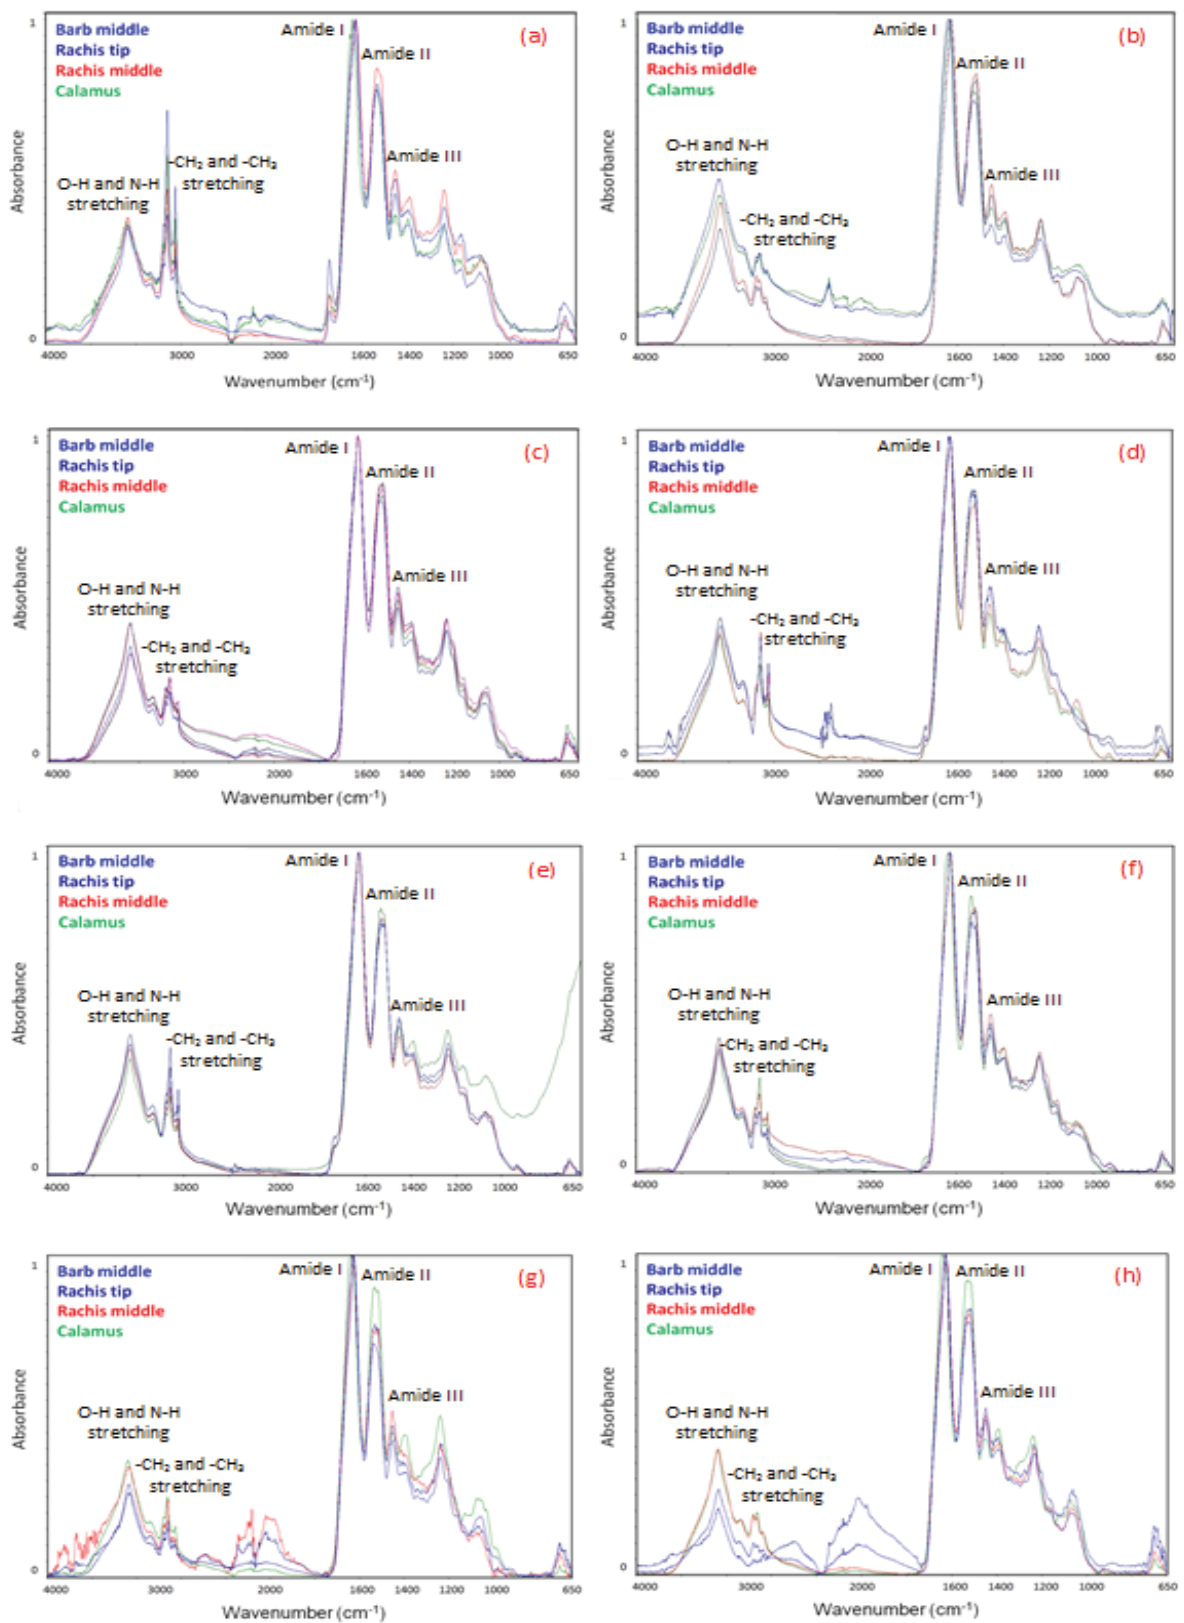 1
Barb middle
Rachis tip
Rachis middle
Calamus
Amide I
(a)
Amide II
-CH₂ and -CH₃
stretching
Amide III
O-H and N-H
stretching
Absorbance
0
4000 3000 2000 1600 1200 1000 650
Wavenumber (cm⁻¹)
1
Barb middle
Rachis tip
Rachis middle
Calamus
Amide I
(b)
Amide II
O-H and N-H
stretching
Amide III
-CH₂ and -CH₃
stretching
Absorbance
0
4000 3000 2000 1600 1200 1000 650
Wavenumber (cm⁻¹)
1
Barb middle
Rachis tip
Rachis middle
Calamus
Amide I
(c)
Amide II
O-H and N-H
stretching
Amide III
-CH₂ and -CH₃
stretching
Absorbance
0
4000 3000 2000 1600 1200 1000 650
Wavenumber (cm⁻¹)
1
Barb middle
Rachis tip
Rachis middle
Calamus
Amide I
(d)
Amide II
O-H and N-H
stretching
Amide III
-CH₂ and -CH₃
stretching
Absorbance
0
4000 3000 2000 1600 1200 1000 650
Wavenumber (cm⁻¹)
1
Barb middle
Rachis tip
Rachis middle
Calamus
Amide I
(e)
Amide II
O-H and N-H
stretching
Amide III
-CH₂ and -CH₃
stretching
Absorbance
0
4000 3000 2000 1600 1200 1000 650
Wavenumber (cm⁻¹)
1
Barb middle
Rachis tip
Rachis middle
Calamus
Amide I
(f)
Amide II
O-H and N-H
stretching
Amide III
-CH₂ and -CH₃
stretching
Absorbance
0
4000 3000 2000 1600 1200 1000 650
Wavenumber (cm⁻¹)
1
Barb middle
Rachis tip
Rachis middle
Calamus
Amide I
Amide II
(g)
Amide III
O-H and N-H
stretching
-CH₂ and -CH₃
stretching
Absorbance
0
4000 3000 2000 1600 1200 1000 650
Wavenumber (cm⁻¹)
1
Barb middle
Rachis tip
Rachis middle
Calamus
Amide I
Amide II
(h)
Amide III
O-H and N-H
stretching
-CH₂ and -CH₃
stretching
Absorbance
0
4000 3000 2000 1600 1200 1000 650
Wavenumber (cm⁻¹)